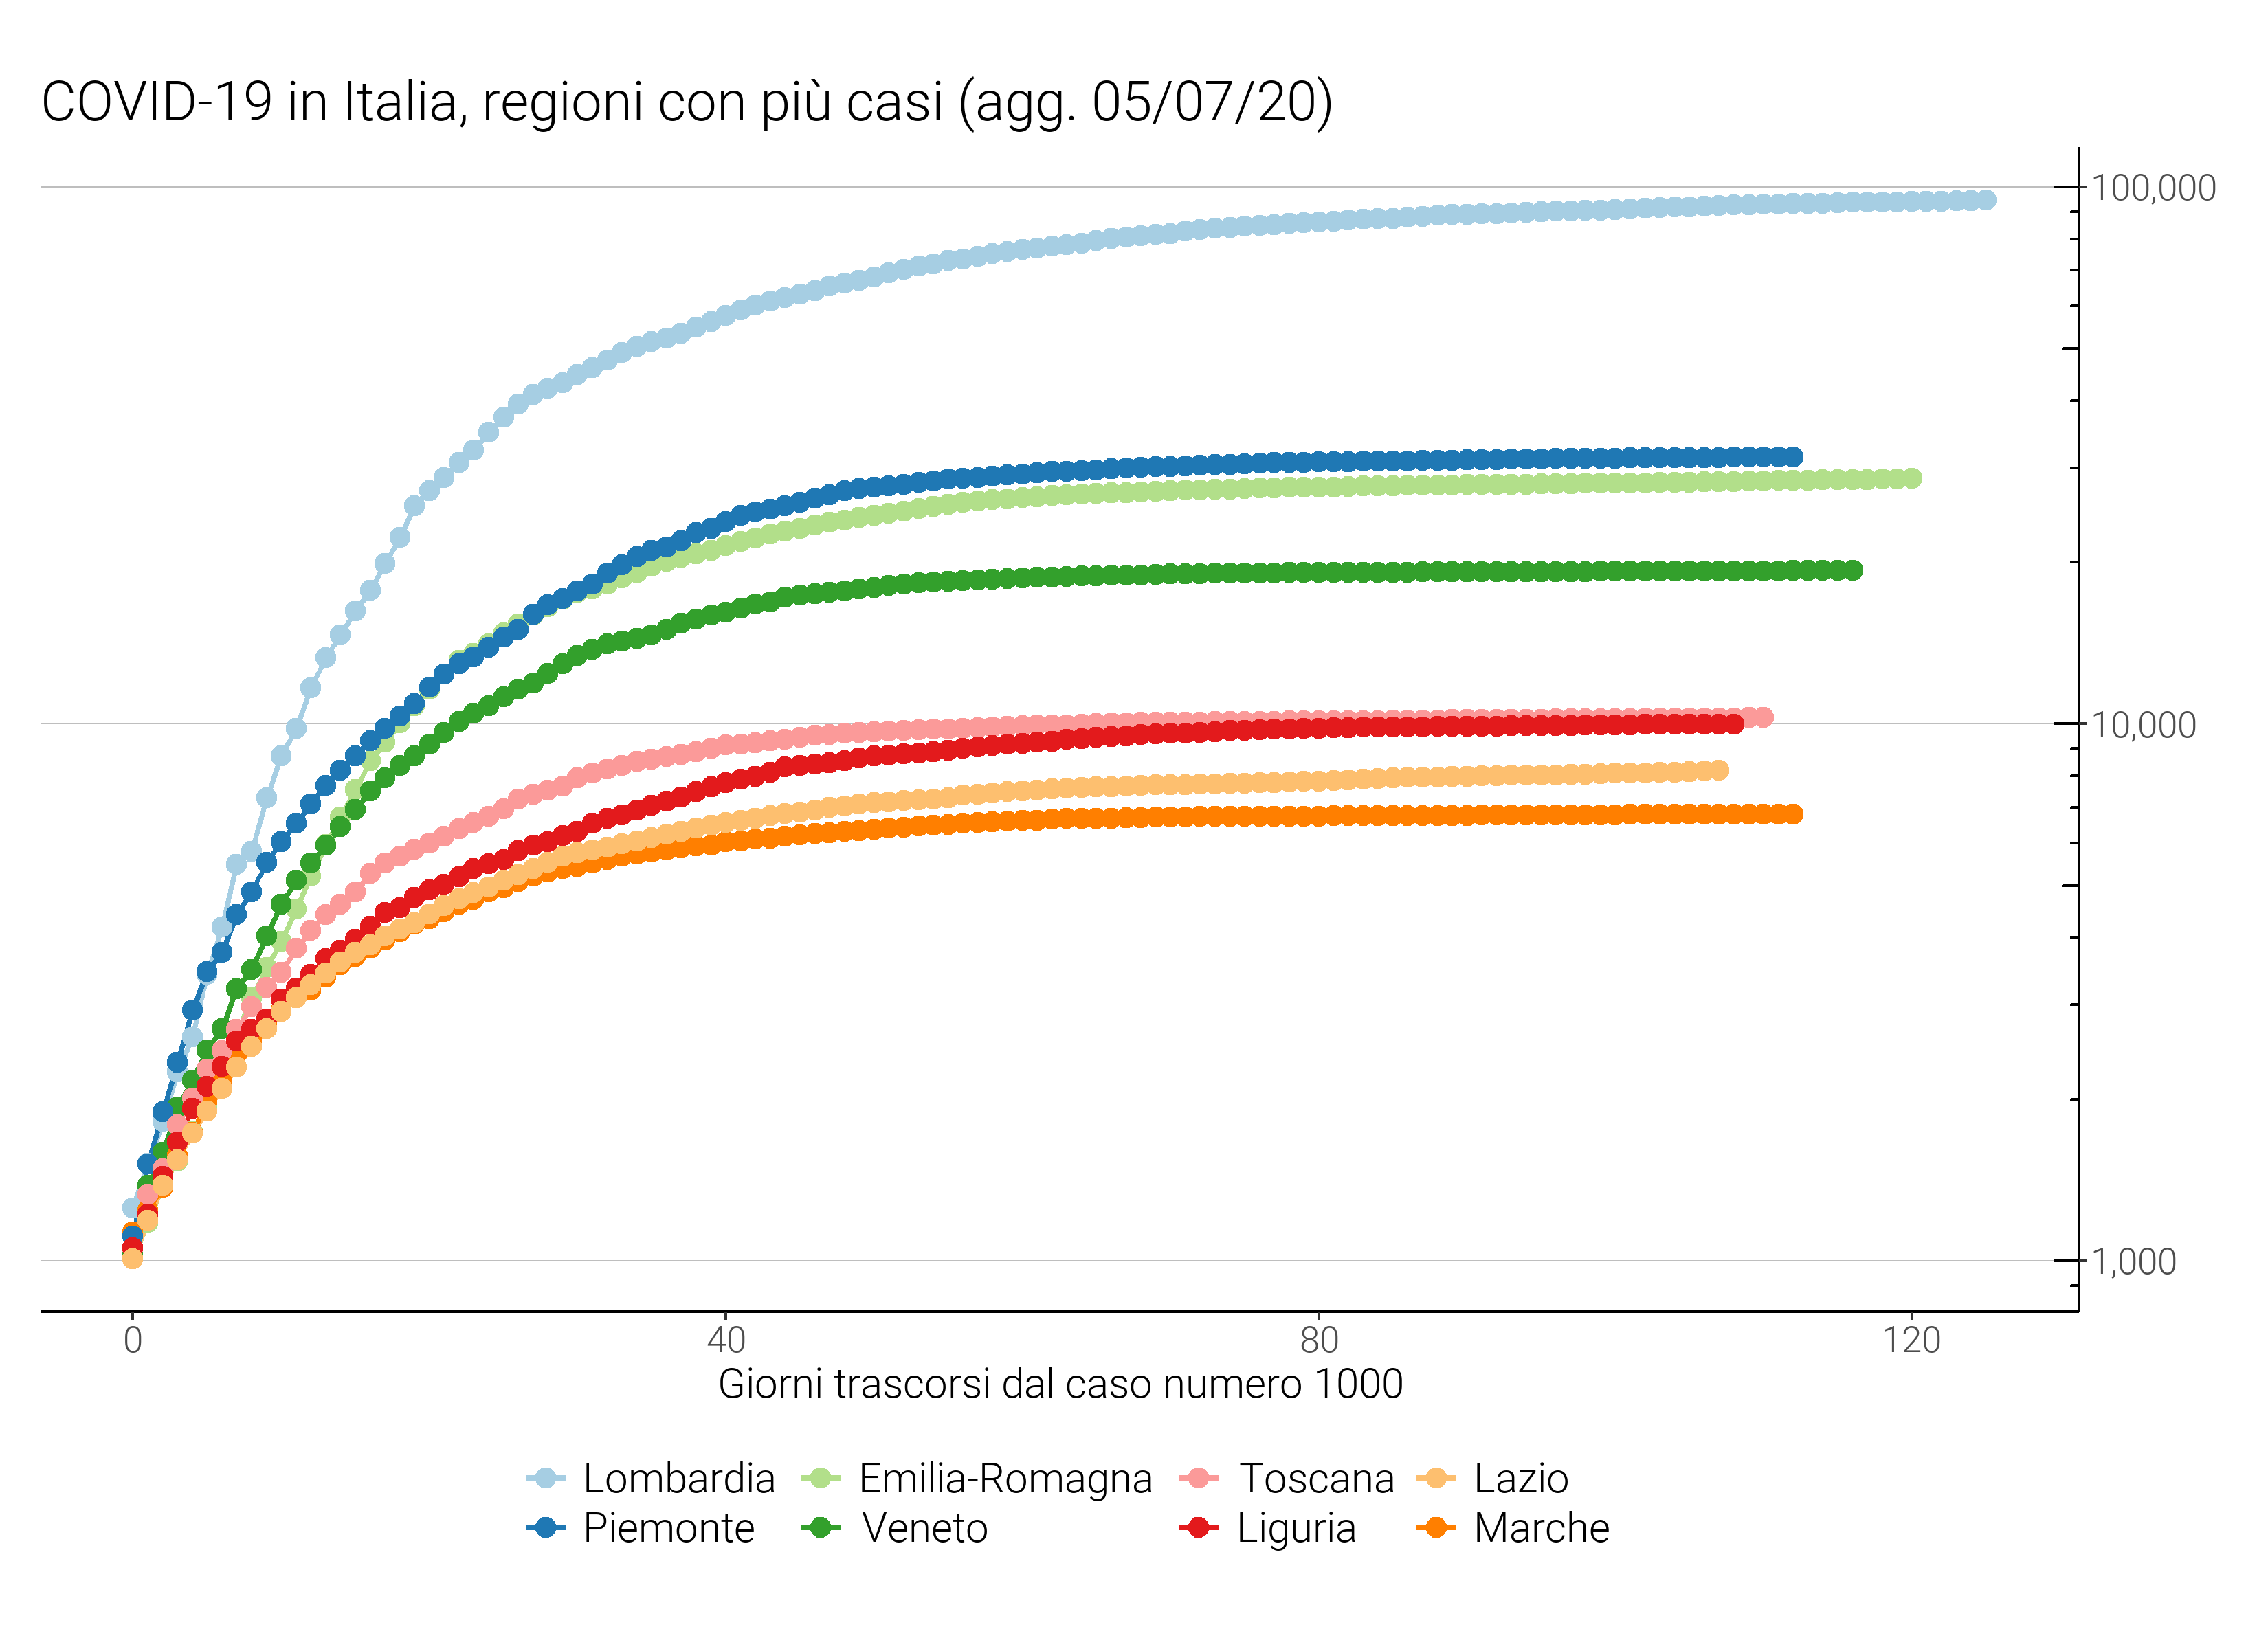 COVID-19 in Italia, regioni con più casi (agg. 05/07/20)
100,000
10,000
1,000
0 40 80 120
Giorni trascorsi dal caso numero 1000
Lombardia Emilia-Romagna Toscana Lazio
Piemonte Veneto Liguria Marche